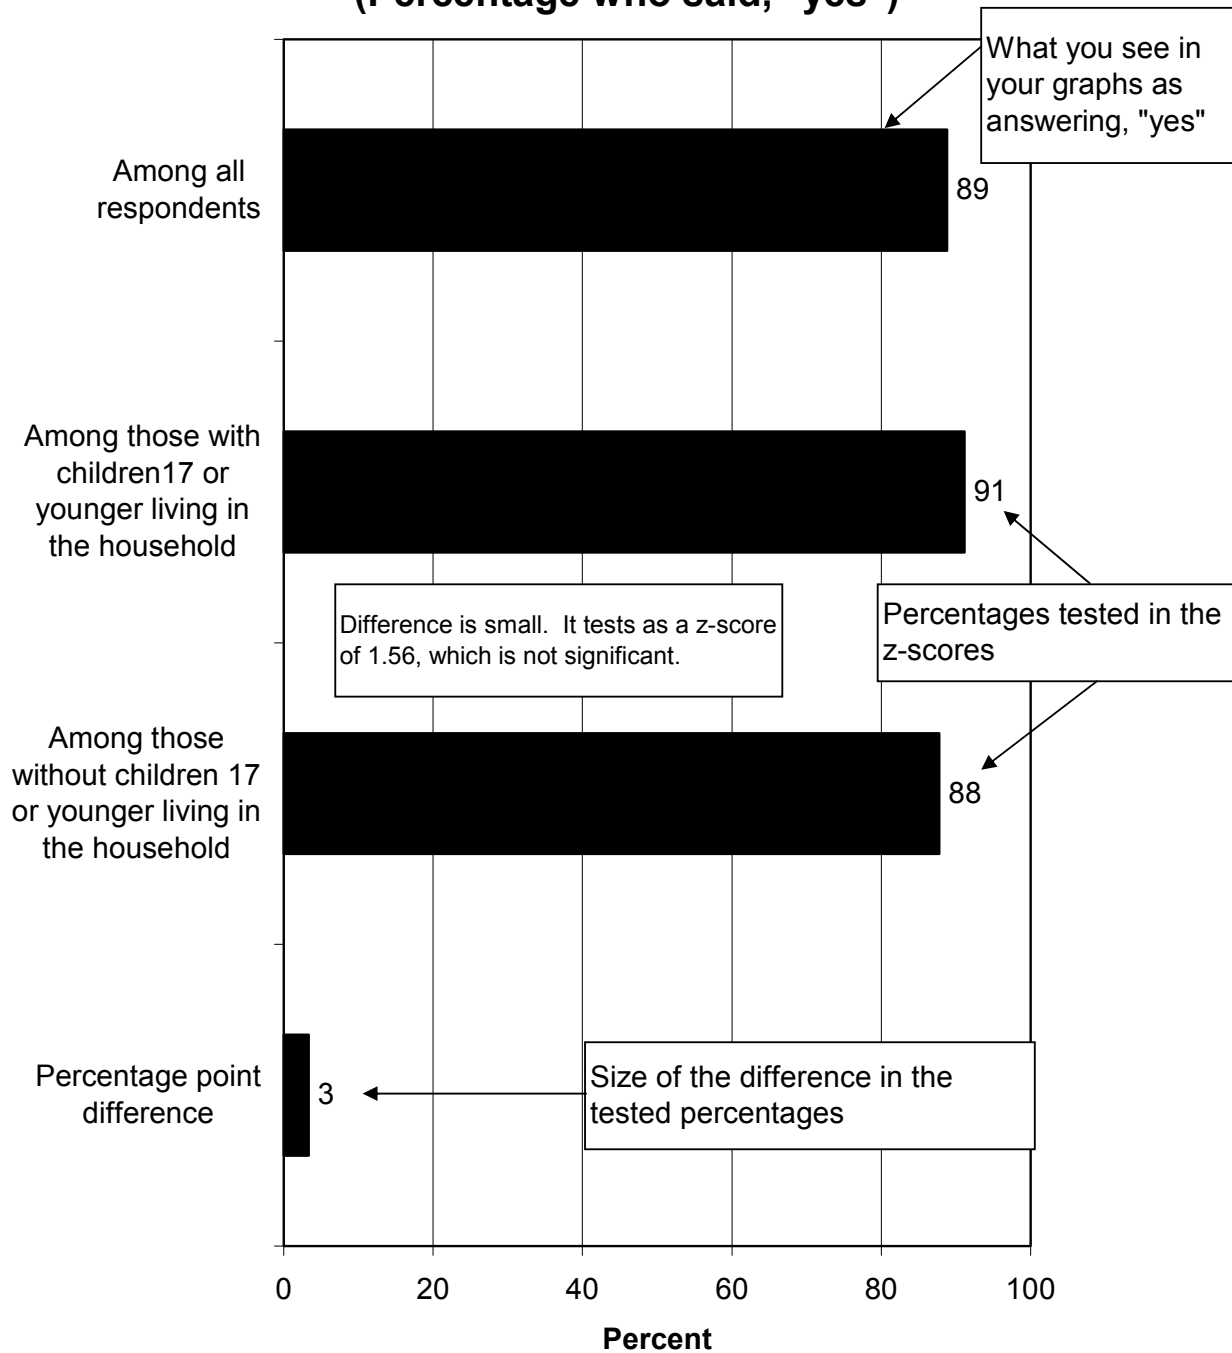 (Percentage who said, "yes")
What you see in
your graphs as
answering, "yes"
Among all
respondents
89
Among those with
children17 or
younger living in
the household
91
Difference is small.  It tests as a z-score
of 1.56, which is not significant.
Percentages tested in the
z-scores
Among those
without children 17
or younger living in
the household
88
Percentage point
difference
3
Size of the difference in the
tested percentages
0 20 40 60 80 100
Percent